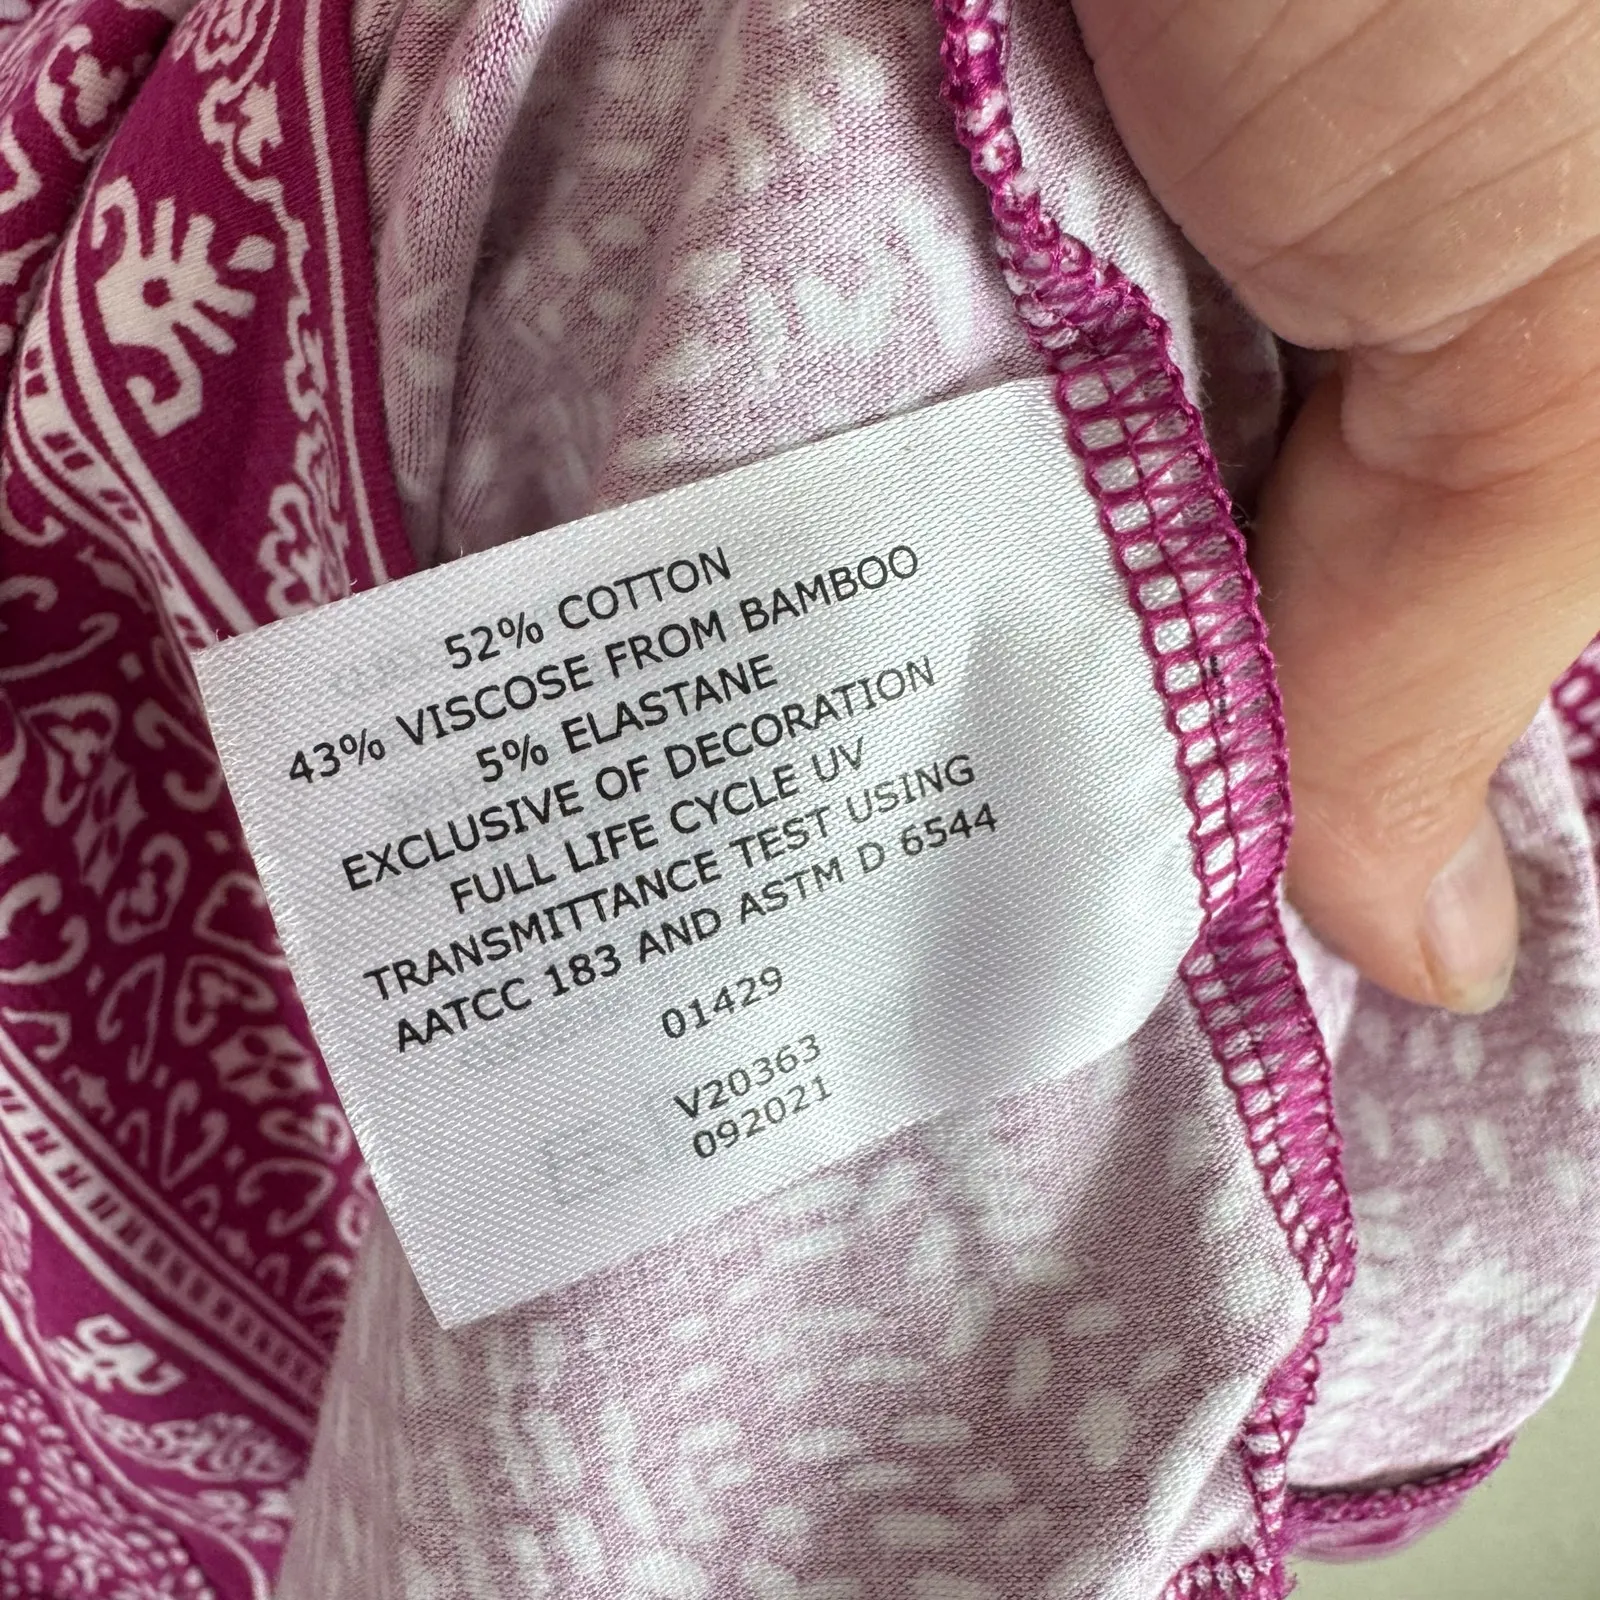 52% COTTON
43% VISCOSE FROM BAMBOO
5% ELASTANE
EXCLUSIVE OF DECORATION
FULL LIFE CYCLE UV
TRANSMITTANCE TEST USING
AATCC 183 AND ASTM D 6544
01429
V20363
092021